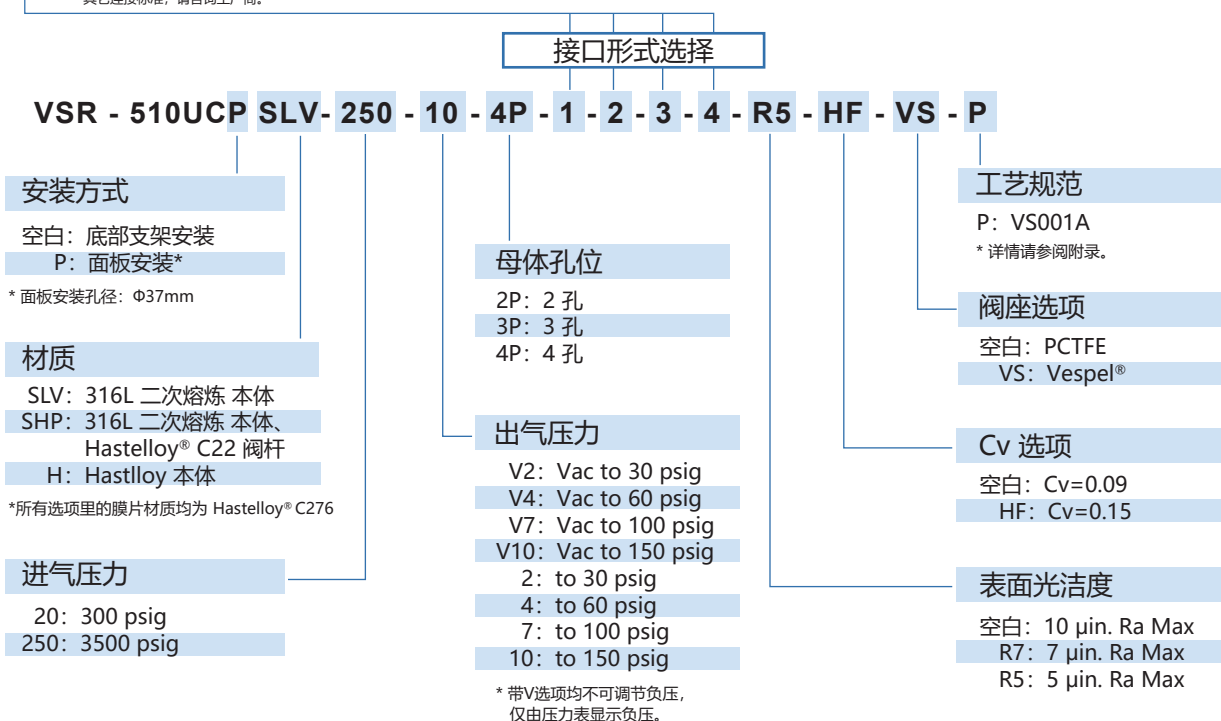 接口形式选择
VSR - 510UCP SLV- 250 - 10 - 4P - 1 - 2 - 3 - 4 - R5 - HF - VS - P
安装方式
空白：底部支架安装
P：面板安装*
* 面板安装孔径：Φ37mm
材质
SLV：316L 二次熔炼 本体
SHP：316L 二次熔炼 本体、
Hastelloy® C22 阀杆
H：Hastlloy 本体
*所有选项里的膜片材质均为 Hastelloy® C276
进气压力
20：300 psig
250：3500 psig
母体孔位
2P：2 孔
3P：3 孔
4P：4 孔
出气压力
V2：Vac to 30 psig
V4：Vac to 60 psig
V7：Vac to 100 psig
V10：Vac to 150 psig
2：to 30 psig
4：to 60 psig
7：to 100 psig
10：to 150 psig
* 带V选项均不可调节负压，
仅由压力表显示负压。
工艺规范
P：VS001A
* 详情请参阅附录。
阀座选项
空白：PCTFE
VS：Vespel®
Cv 选项
空白：Cv=0.09
HF：Cv=0.15
表面光洁度
空白：10 µin. Ra Max
R7：7 µin. Ra Max
R5：5 µin. Ra Max